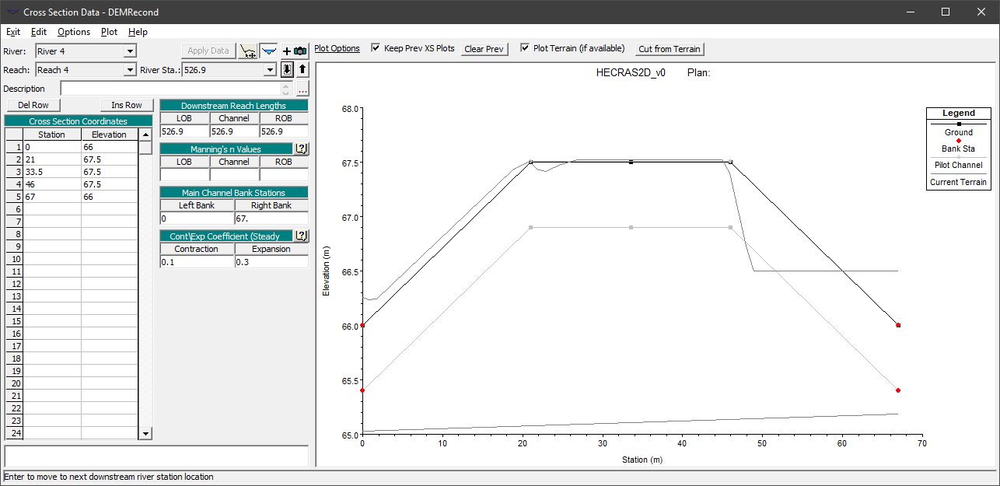 Cross Section Data - DEMRecond
Exit Edit Options Plot Help
River: River 4 Apply Data
Reach: Reach 4 River Sta.: 526.9
Description ...
Plot Options Keep Prev XS Plots Clear Prev Plot Terrain (if available) Cut from Terrain
Del Row Ins Row
Cross Section Coordinates
Station Elevation
1 0 66
2 21 67.5
3 33.5 67.5
4 46 67.5
5 67 66
6
7
8
9
10
11
12
13
14
15
16
17
18
19
20
21
22
23
24
Downstream Reach Lengths
LOB Channel ROB
526.9 526.9 526.9
Manning's n Values ?
LOB Channel ROB
Main Channel Bank Stations
Left Bank Right Bank
0 67.
Cont\Exp Coefficient (Steady ?
Contraction Expansion
0.1 0.3
HECRAS2D_v0 Plan:
68.0
67.5
67.0
66.5
66.0
65.5
65.0
Elevation (m)
0 10 20 30 40 50 60 70
Station (m)
Legend
Ground
Bank Sta
Pilot Channel
Current Terrain
Enter to move to next downstream river station location